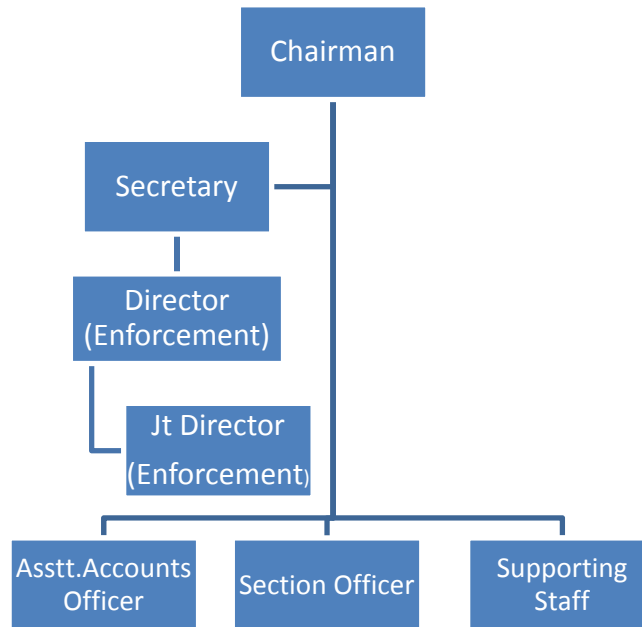 Chairman
Secretary
Director
(Enforcement)
Jt Director
(Enforcement)
Asstt.Accounts
Officer
Section Officer
Supporting
Staff